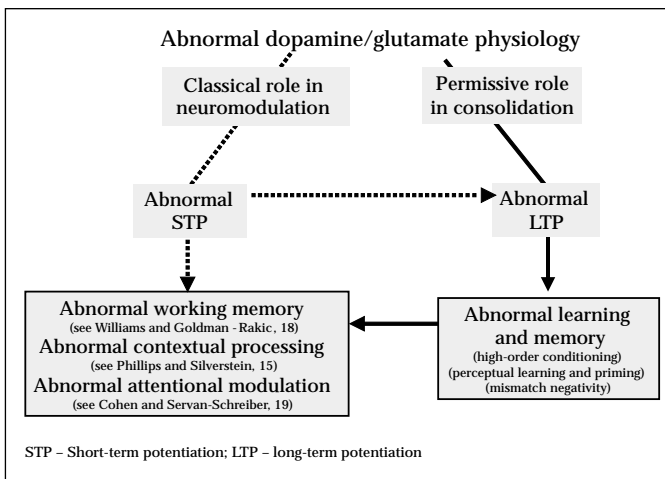 Abnormal dopamine/glutamate physiology
Classical role in
neuromodulation
Permissive role
in consolidation
Abnormal
STP
Abnormal
LTP
Abnormal working memory
(see Williams and Goldman - Rakic, 18)
Abnormal contextual processing
(see Phillips and Silverstein, 15)
Abnormal attentional modulation
(see Cohen and Servan-Schreiber, 19)
Abnormal learning
and memory
(high-order conditioning)
(perceptual learning and priming)
(mismatch negativity)
STP – Short-term potentiation; LTP – long-term potentiation